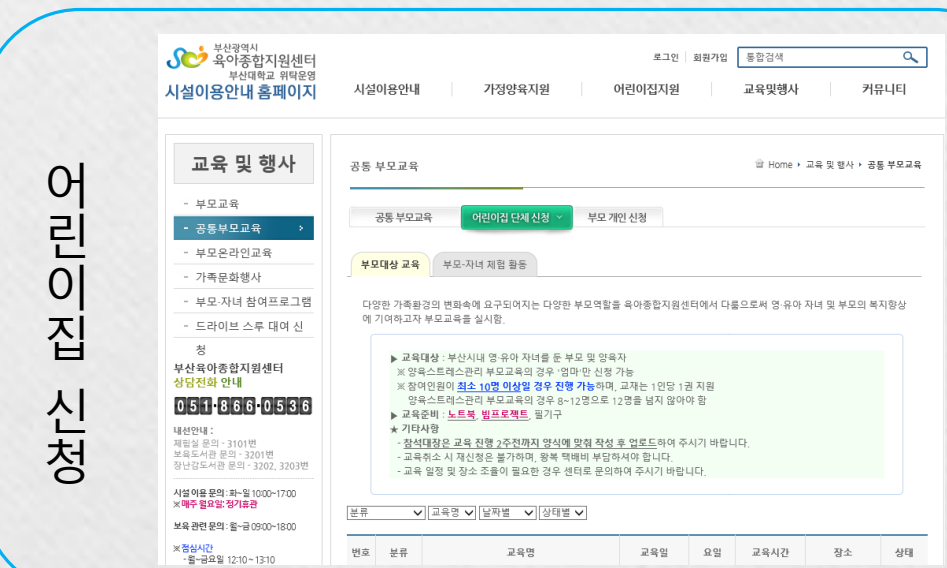 어린이집 신청
부산광역시
육아종합지원센터
부산대학교 위탁운영
시설이용안내 홈페이지
로그인 회원가입 통합검색
시설이용안내 가정양육지원 어린이집지원 교육및행사 커뮤니티
교육 및 행사
- 부모교육
- 공통부모교육 >
- 부모온라인교육
- 가족문화행사
- 부모·자녀 참여프로그램
- 드라이브 스루 대여 신
청
부산육아종합지원센터
상담전화 안내
051·866·0536
내선안내 :
체험실 문의 - 3101번
보육도서관 문의 - 3201번
장난감도서관 문의 - 3202, 3203번
시설 이용 문의 : 화~일 10:00~17:00
※매주 월요일: 정기휴관
보육 관련 문의 : 월~금 09:00~18:00
※점심시간
- 월~금요일 12:10 ~ 13:10
공통 부모교육
Home 교육 및 행사 공통 부모교육
공통 부모교육 어린이집 단체 신청 부모 개인 신청
부모대상 교육 부모-자녀 체험 활동
다양한 가족환경의 변화속에 요구되어지는 다양한 부모역할을 육아종합지원센터에서 다룸으로써 영·유아 자녀 및 부모의 복지향상
에 기여하고자 부모교육을 실시함.
▶ 교육대상 : 부산시내 영·유아 자녀를 둔 부모 및 양육자
※ 양육스트레스관리 부모교육의 경우 '엄마'만 신청 가능
※ 참여인원이 최소 10명 이상일 경우 진행 가능하며, 교재는 1인당 1권 지원
양육스트레스관리 부모교육의 경우 8~12명으로 12명을 넘지 않아야 함
▶ 교육준비 : 노트북, 빔프로젝트, 필기구
★ 기타사항
- 참석대장은 교육 진행 2주전까지 양식에 맞춰 작성 후 업로드하여 주시기 바랍니다.
- 교육취소 시 재신청은 불가하며, 왕복 택배비 부담하셔야 합니다.
- 교육 일정 및 장소 조율이 필요한 경우 센터로 문의하여 주시기 바랍니다.
분류 교육명 날짜별 상태별
번호 분류 교육명 교육일 요일 교육시간 장소 상태